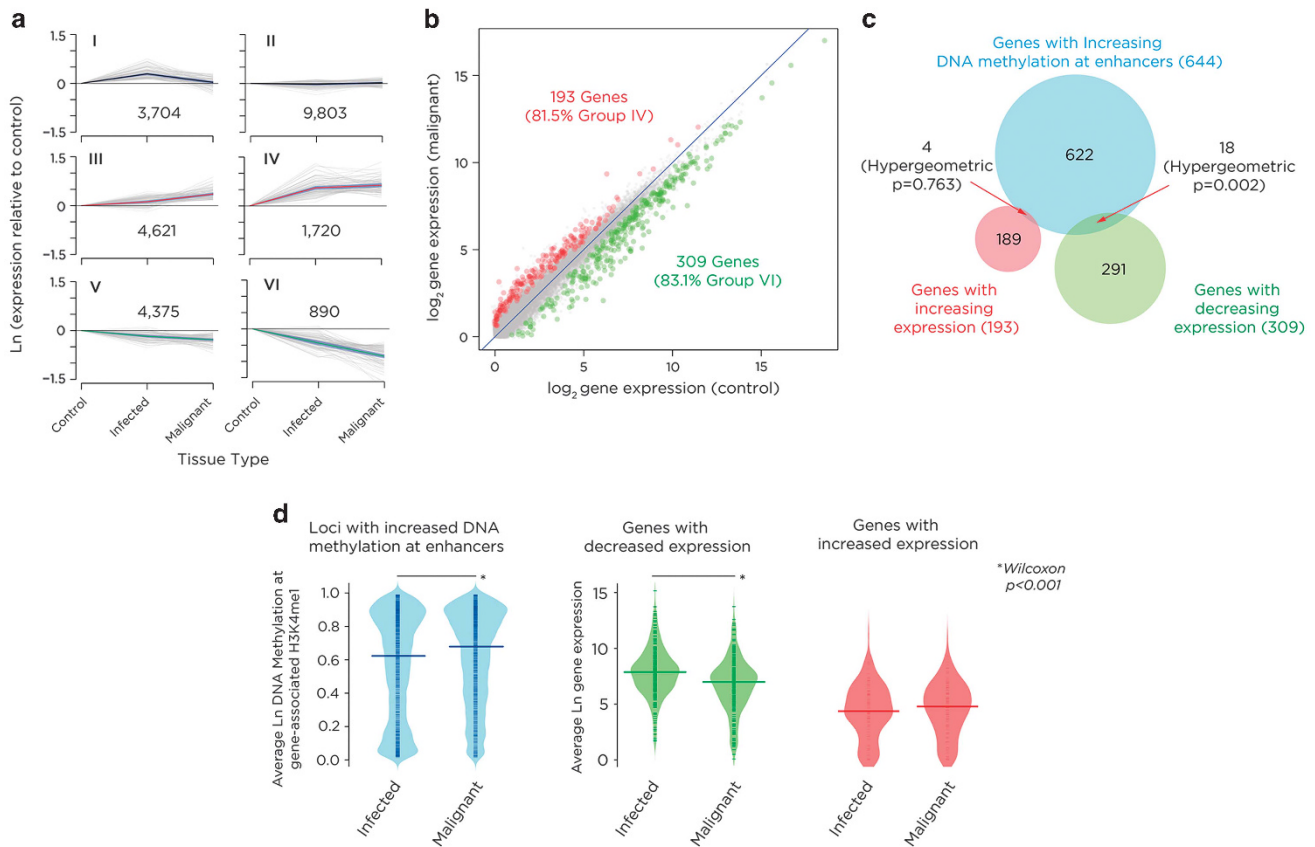 a
I
II
1.5
0
−1.5
3,704
9,803
III
IV
1.5
0
−1.5
4,621
1,720
V
VI
4,375
890
0
−1.5
Control
Infected
Malignant
Control
Infected
Malignant
Ln (expression relative to control)
Tissue Type
b
15
10
5
0
log2 gene expression (malignant)
193 Genes
(81.5% Group IV)
309 Genes
(83.1% Group VI)
0
5
10
15
log2 gene expression (control)
c
Genes with Increasing
DNA methylation at enhancers (644)
4
(Hypergeometric
p=0.763)
622
18
(Hypergeometric
p=0.002)
189
291
Genes with
increasing
expression (193)
Genes with
decreasing
expression (309)
d
Loci with increased DNA
methylation at enhancers
Average Ln DNA Methylation at
gene-associated H3K4me1
1.0
0.8
0.6
0.4
0.2
0.0
*
Infected
Malignant
Genes with
decreased expression
Average Ln gene expression
15
10
5
0
*
Infected
Malignant
Genes with
increased expression
Infected
Malignant
*Wilcoxon
p<0.001